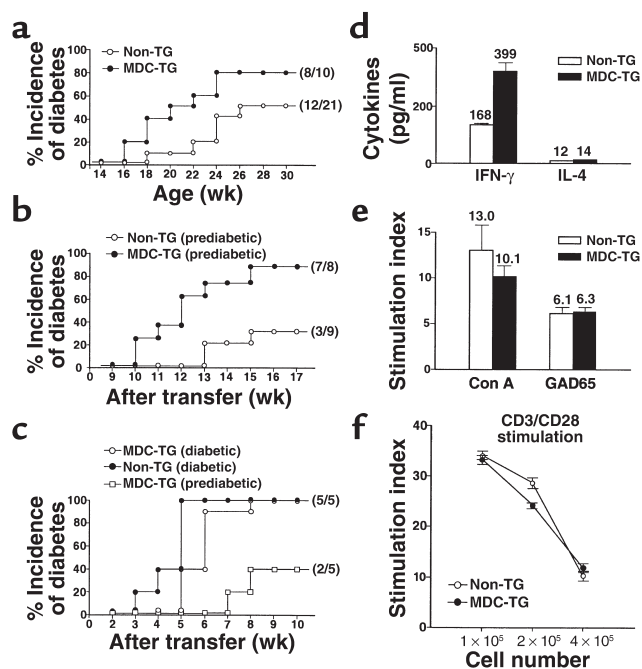 a
Non-TG
MDC-TG
% Incidence
of diabetes
100
80
60
40
20
0
(8/10)
(12/21)
14 16 18 20 22 24 26 28 30
Age (wk)
b
Non-TG (prediabetic)
MDC-TG (prediabetic)
% Incidence
of diabetes
100
80
60
40
20
0
(7/8)
(3/9)
9 10 11 12 13 14 15 16 17
After transfer (wk)
c
MDC-TG (diabetic)
Non-TG (diabetic)
MDC-TG (prediabetic)
% Incidence
of diabetes
100
80
60
40
20
0
(5/5)
(2/5)
2 3 4 5 6 7 8 9 10
After transfer (wk)
d
Cytokines
(pg/ml)
500
200
0
399
168
12 14
Non-TG
MDC-TG
IFN-γ IL-4
e
Stimulation index
15
10
5
0
13.0
10.1
6.1 6.3
Non-TG
MDC-TG
Con A GAD65
f
CD3/CD28
stimulation
Stimulation index
40
30
20
10
0
Non-TG
MDC-TG
1 × 10⁵ 2 × 10⁵ 4 × 10⁵
Cell number